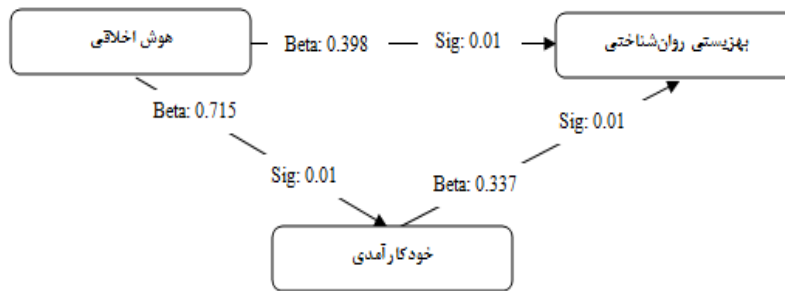 هوش اخلاقی
Beta: 0.398
Sig: 0.01
بهزیستی روان‌شناختی
Beta: 0.715
Sig: 0.01
Sig: 0.01
Beta: 0.337
خودکارآمدی